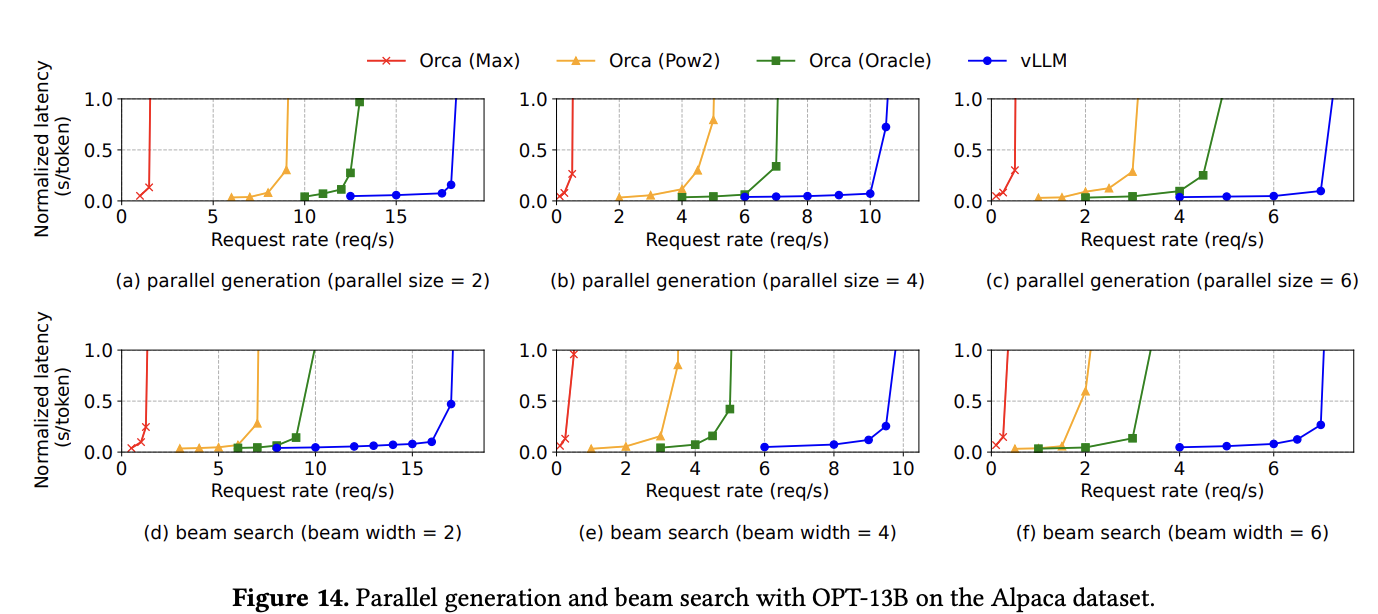 Orca (Max) Orca (Pow2) Orca (Oracle) vLLM
Normalized latency
(s/token)
1.0
0.5
0.0
0 5 10 15
Request rate (req/s)
(a) parallel generation (parallel size = 2)
1.0
0.5
0.0
0 2 4 6 8 10
Request rate (req/s)
(b) parallel generation (parallel size = 4)
1.0
0.5
0.0
0 2 4 6
Request rate (req/s)
(c) parallel generation (parallel size = 6)
Normalized latency
(s/token)
1.0
0.5
0.0
0 5 10 15
Request rate (req/s)
(d) beam search (beam width = 2)
1.0
0.5
0.0
0 2 4 6 8 10
Request rate (req/s)
(e) beam search (beam width = 4)
1.0
0.5
0.0
0 2 4 6
Request rate (req/s)
(f) beam search (beam width = 6)
Figure 14. Parallel generation and beam search with OPT-13B on the Alpaca dataset.